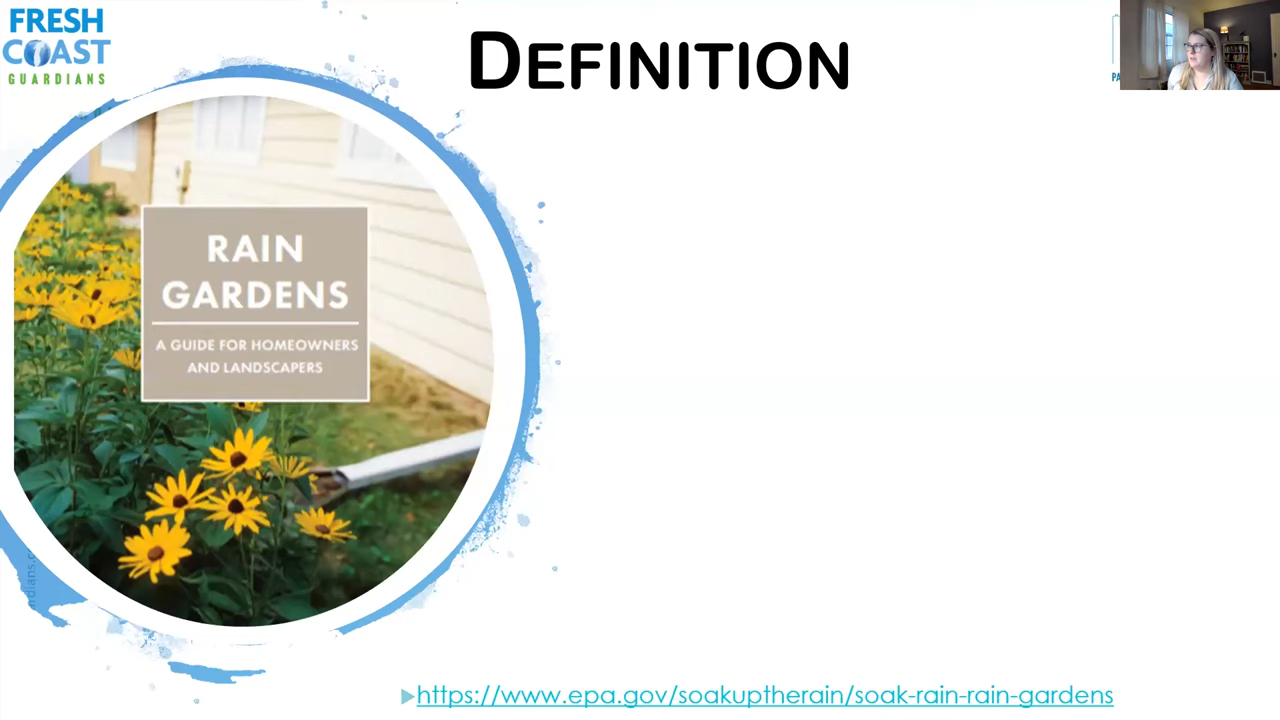 FRESH
COAST
GUARDIANS
DEFINITION
PA
RAIN
GARDENS
A GUIDE FOR HOMEOWNERS
AND LANDSCAPERS
https://www.epa.gov/soakuptherain/soak-rain-rain-gardens